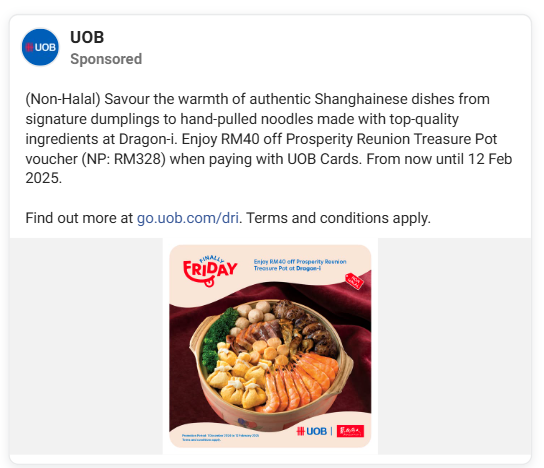 UOB
UOB
Sponsored
(Non-Halal) Savour the warmth of authentic Shanghainese dishes from
signature dumplings to hand-pulled noodles made with top-quality
ingredients at Dragon-i. Enjoy RM40 off Prosperity Reunion Treasure Pot
voucher (NP: RM328) when paying with UOB Cards. From now until 12 Feb
2025.
Find out more at go.uob.com/dri. Terms and conditions apply.
FINALLY
FRIDAY
Enjoy RM40 off Prosperity Reunion
Treasure Pot at Dragon-i
UOB